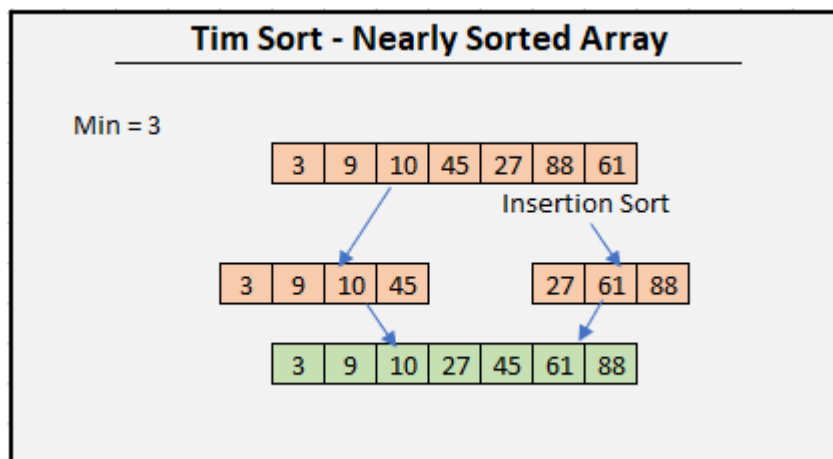 Tim Sort - Nearly Sorted Array
Min = 3
3 9 10 45 27 88 61
Insertion Sort
3 9 10 45 27 61 88
3 9 10 27 45 61 88